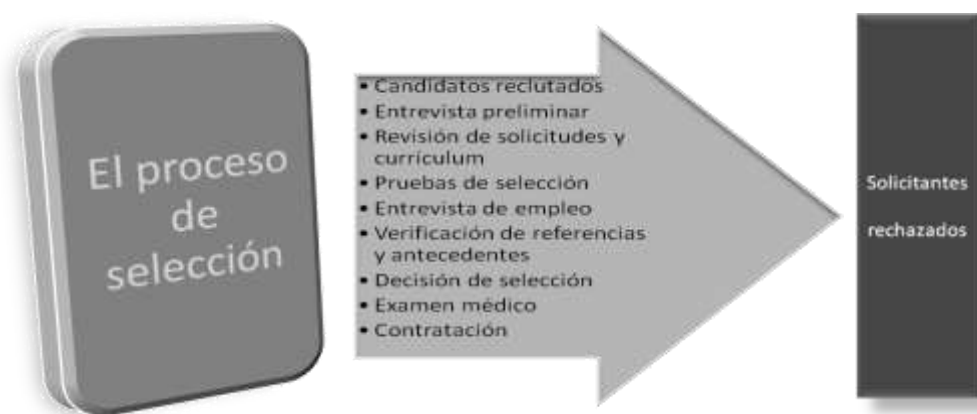 El proceso
de
selección
• Candidatos reclutados
• Entrevista preliminar
• Revisión de solicitudes y
currículum
• Pruebas de selección
• Entrevista de empleo
• Verificación de referencias
y antecedentes
• Decisión de selección
• Examen médico
• Contratación
Solicitantes
rechazados